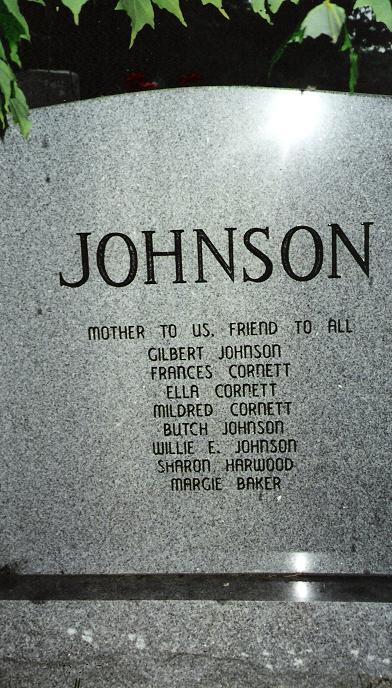 JOHNSON
MOTHER TO US, FRIEND TO ALL
GILBERT JOHNSON
FRANCES CORNETT
ELLA CORNETT
MILDRED CORNETT
BUTCH JOHNSON
WILLIE E. JOHNSON
SHARON HARWOOD
MARGIE BAKER